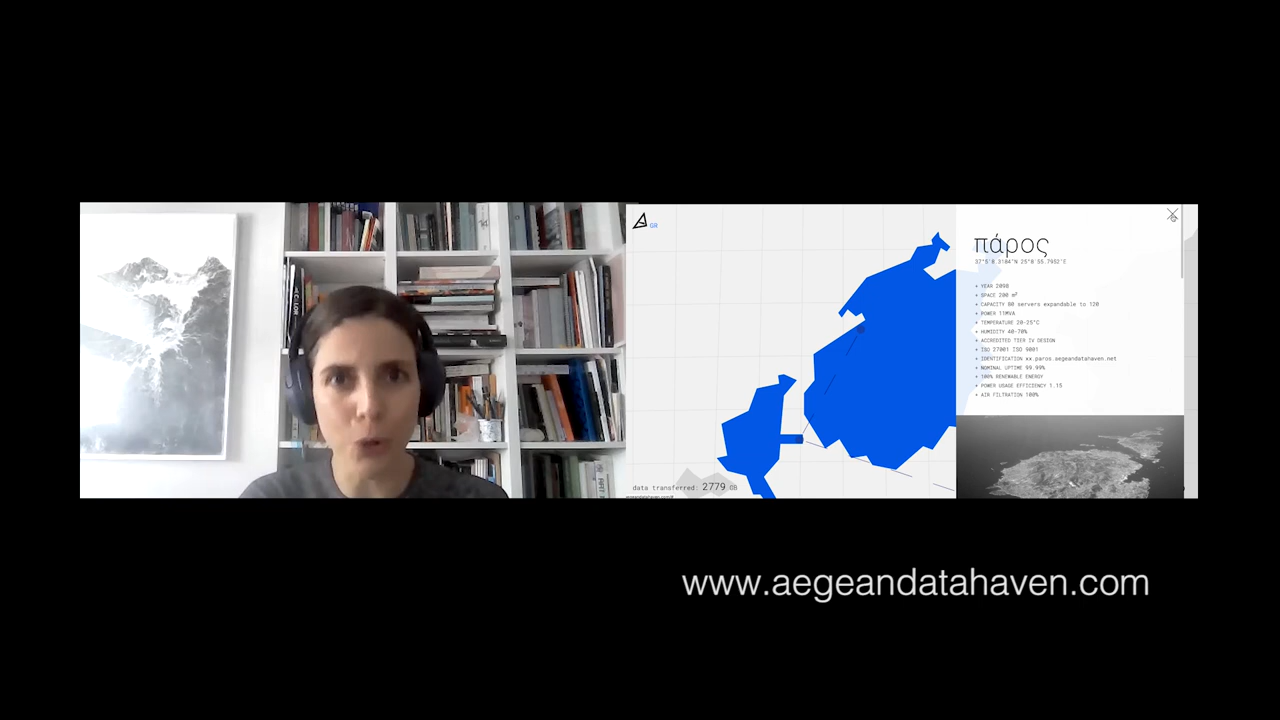 GR
πάρος
37°5'8.3184"N 25°8'55.7952"E
+ YEAR 2098
+ SPACE 200 m²
+ CAPACITY 80 servers expandable to 120
+ POWER 11MVA
+ TEMPERATURE 20-25°C
+ HUMIDITY 40-70%
+ ACCREDITED TIER IV DESIGN
+ ISO 27001 ISO 9001
+ IDENTIFICATION xx.paros.aegeandatahaven.net
+ NOMINAL UPTIME 99.99%
+ 100% RENEWABLE ENERGY
+ POWER USAGE EFFICIENCY 1.15
+ AIR FILTRATION 100%
data transferred: 2779 GB
www.aegeandatahaven.com